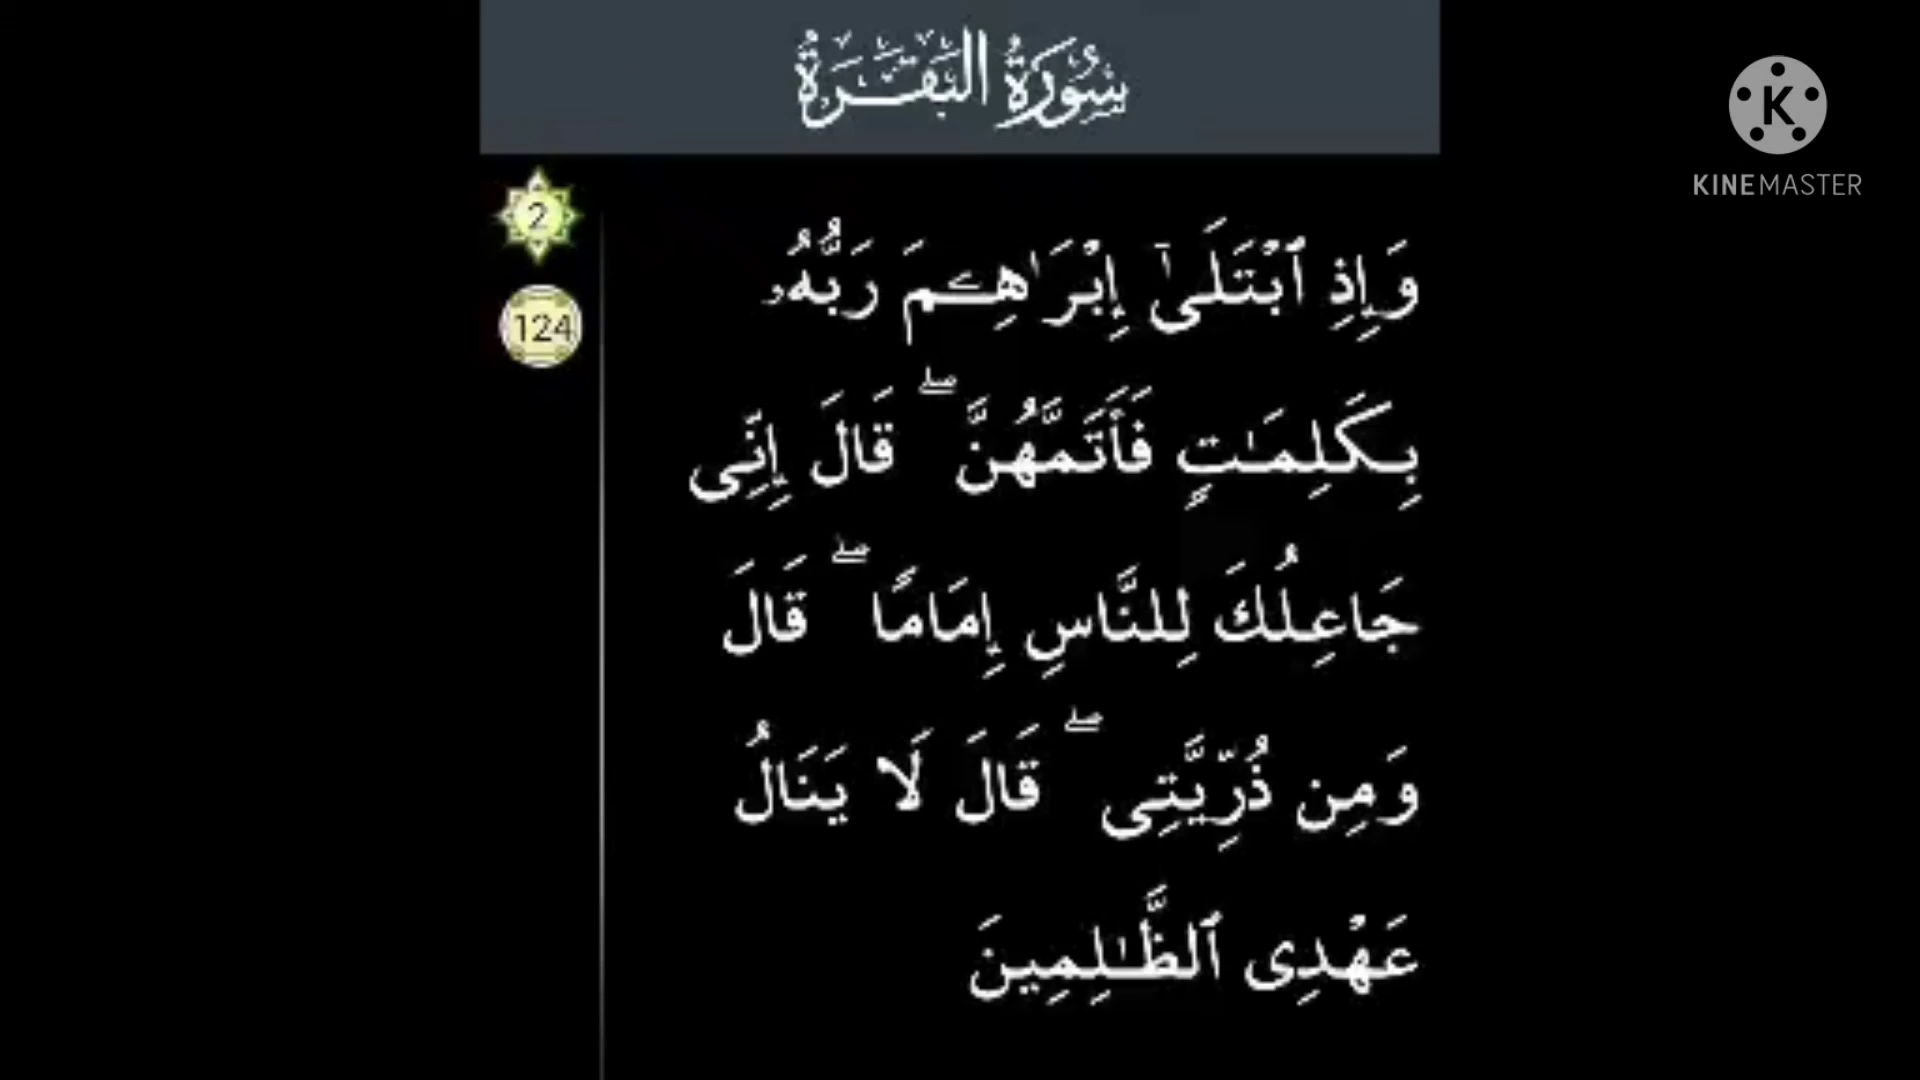 سُورَةُ البَقَرَةُ
2
وَإِذِ ٱبْتَلَىٰٓ إِبْرَٰهِـۧمَ رَبُّهُۥ
124
بِكَلِمَـٰتٍ فَأَتَمَّهُنَّ ۖ قَالَ إِنِّى
جَاعِلُكَ لِلنَّاسِ إِمَامًا ۖ قَالَ
وَمِن ذُرِّيَّتِى ۖ قَالَ لَا يَنَالُ
عَهْدِى ٱلظَّـٰلِمِينَ
K
KINEMASTER